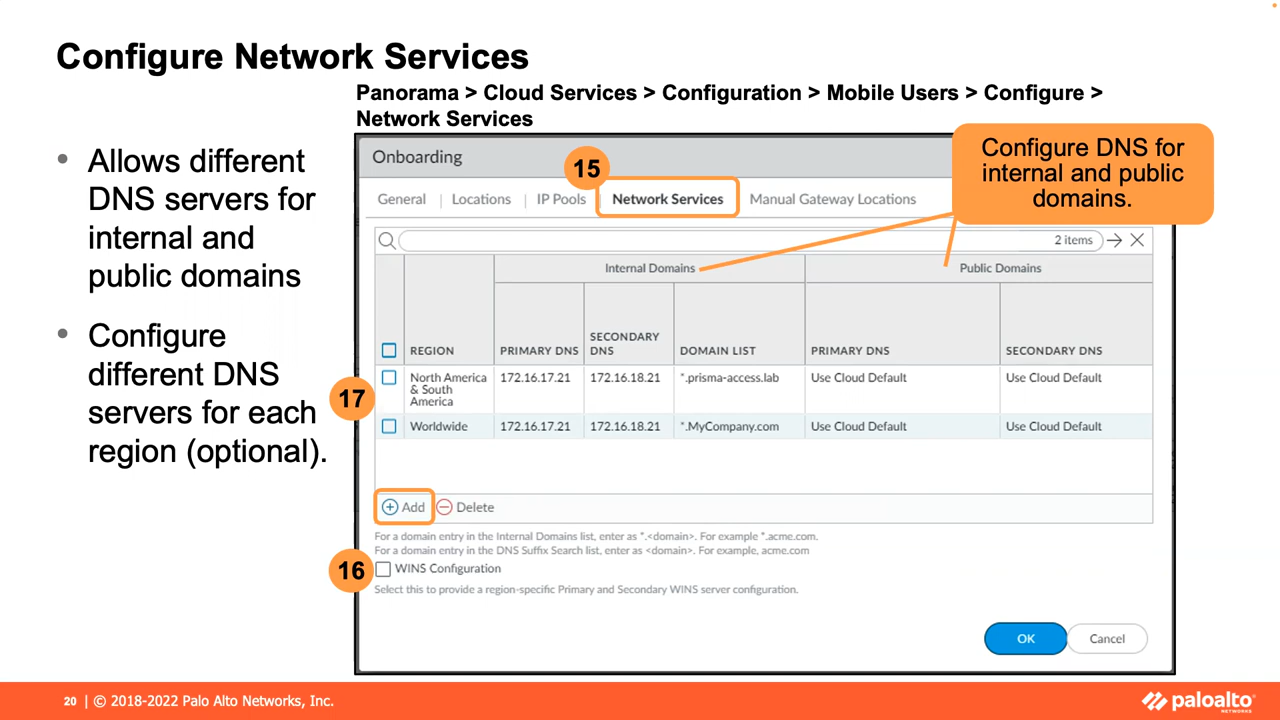 Configure Network Services
Panorama > Cloud Services > Configuration > Mobile Users > Configure >
Network Services
• Allows different
DNS servers for
internal and
public domains
• Configure
different DNS
servers for each
region (optional).
Configure DNS for
internal and public
domains.
Onboarding
15
General
Locations
IP Pools
Network Services
Manual Gateway Locations
2 items
Internal Domains
Public Domains
REGION
PRIMARY DNS
SECONDARY
DNS
DOMAIN LIST
PRIMARY DNS
SECONDARY DNS
17
North America
& South
America
172.16.17.21
172.16.18.21
*.prisma-access.lab
Use Cloud Default
Use Cloud Default
Worldwide
172.16.17.21
172.16.18.21
*.MyCompany.com
Use Cloud Default
Use Cloud Default
Add
Delete
For a domain entry in the Internal Domains list, enter as *.<domain>. For example *.acme.com.
For a domain entry in the DNS Suffix Search list, enter as <domain>. For example, acme.com
16
WINS Configuration
Select this to provide a region-specific Primary and Secondary WINS server configuration.
OK
Cancel
20 | © 2018-2022 Palo Alto Networks, Inc.
paloalto
NETWORKS